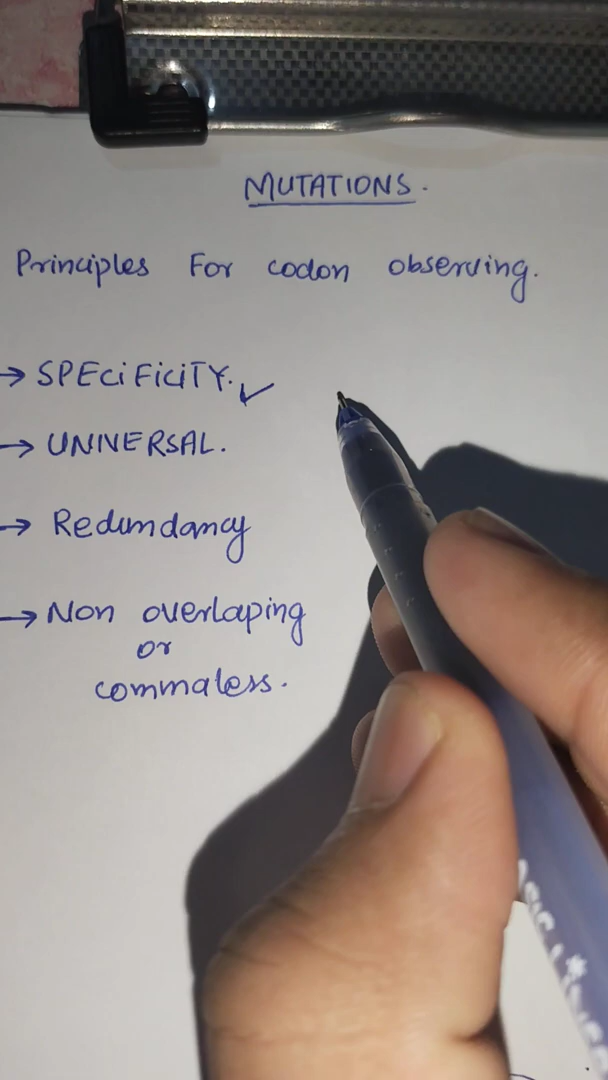 MUTATIONS.
Principles For codon observing.
→ SPECiFiCiTY. ✓
→ UNIVERSAL.
→ Redundancy
→ Non overlaping
or
commaless.